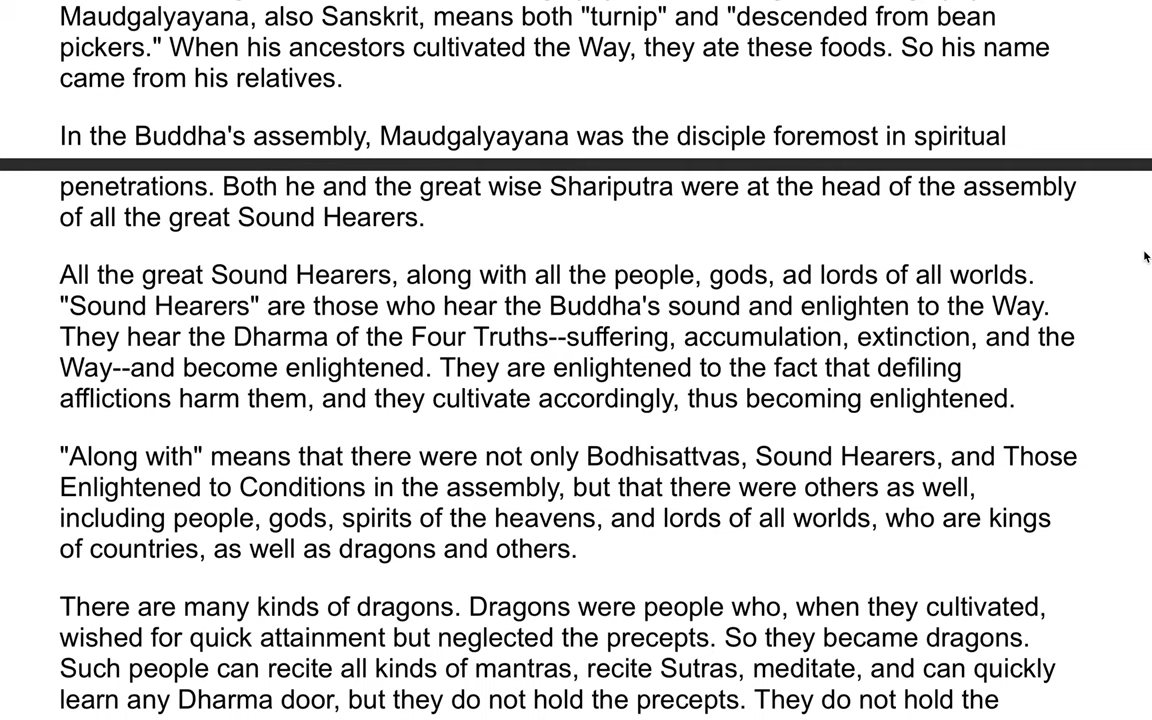 Maudgalyayana, also Sanskrit, means both "turnip" and "descended from bean
pickers." When his ancestors cultivated the Way, they ate these foods. So his name
came from his relatives.
In the Buddha's assembly, Maudgalyayana was the disciple foremost in spiritual
penetrations. Both he and the great wise Shariputra were at the head of the assembly
of all the great Sound Hearers.
All the great Sound Hearers, along with all the people, gods, ad lords of all worlds.
"Sound Hearers" are those who hear the Buddha's sound and enlighten to the Way.
They hear the Dharma of the Four Truths--suffering, accumulation, extinction, and the
Way--and become enlightened. They are enlightened to the fact that defiling
afflictions harm them, and they cultivate accordingly, thus becoming enlightened.
"Along with" means that there were not only Bodhisattvas, Sound Hearers, and Those
Enlightened to Conditions in the assembly, but that there were others as well,
including people, gods, spirits of the heavens, and lords of all worlds, who are kings
of countries, as well as dragons and others.
There are many kinds of dragons. Dragons were people who, when they cultivated,
wished for quick attainment but neglected the precepts. So they became dragons.
Such people can recite all kinds of mantras, recite Sutras, meditate, and can quickly
learn any Dharma door, but they do not hold the precepts. They do not hold the